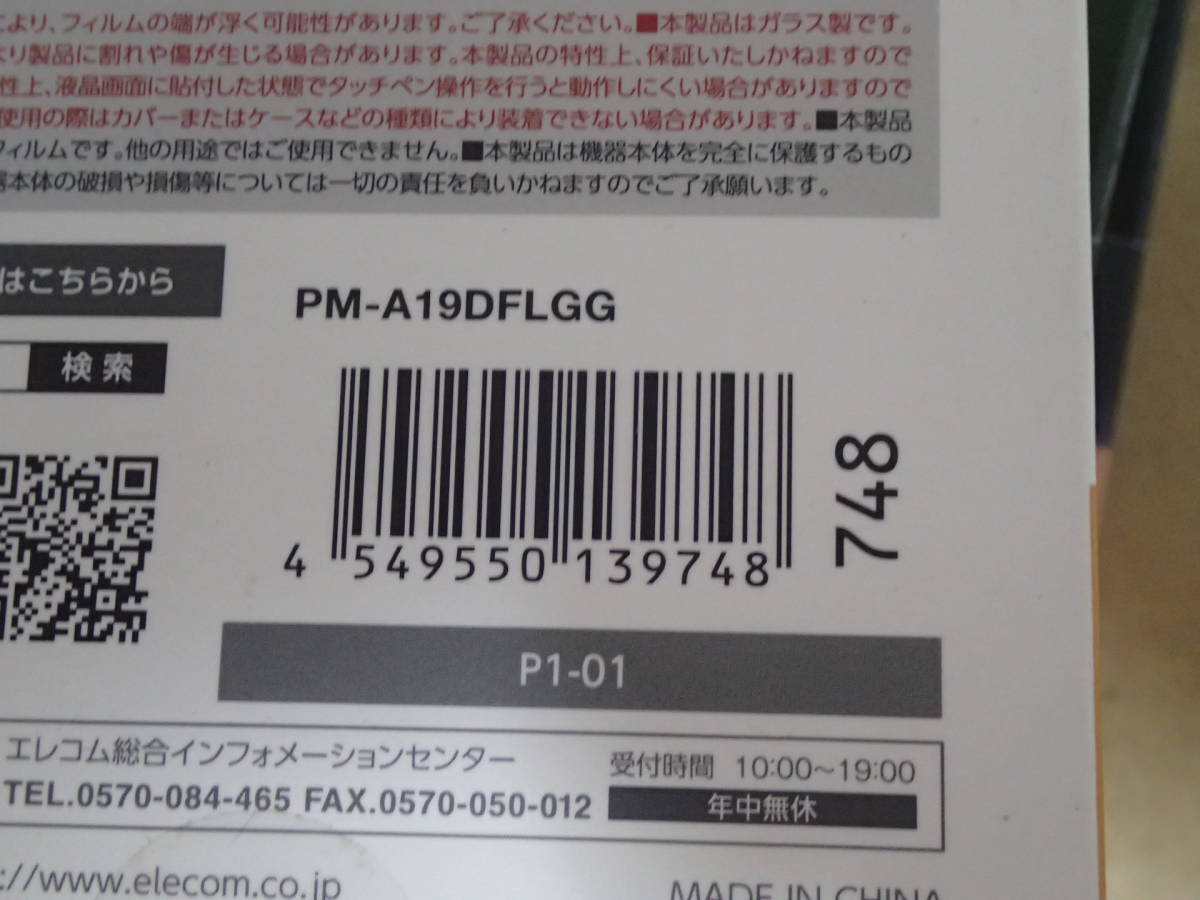 により、フィルムの端が浮く可能性があります。ご了承ください。■本製品はガラス製です。
より製品に割れや傷が生じる場合があります。本製品の特性上、保証いたしかねますので
性上、液晶画面に貼付した状態でタッチペン操作を行うと動作しにくい場合がありますので
使用の際はカバーまたはケースなどの種類により装着できない場合があります。■本製品
フィルムです。他の用途ではご使用できません。■本製品は機器本体を完全に保護するもの
器本体の破損や損傷等については一切の責任を負いかねますのでご了承願います。
はこちらから
PM-A19DFLGG
検索
4 549550 139748
748
P1-01
エレコム総合インフォメーションセンター
受付時間 10:00～19:00
TEL.0570-084-465 FAX.0570-050-012
年中無休
://www.elecom.co.jp
MADE IN CHINA